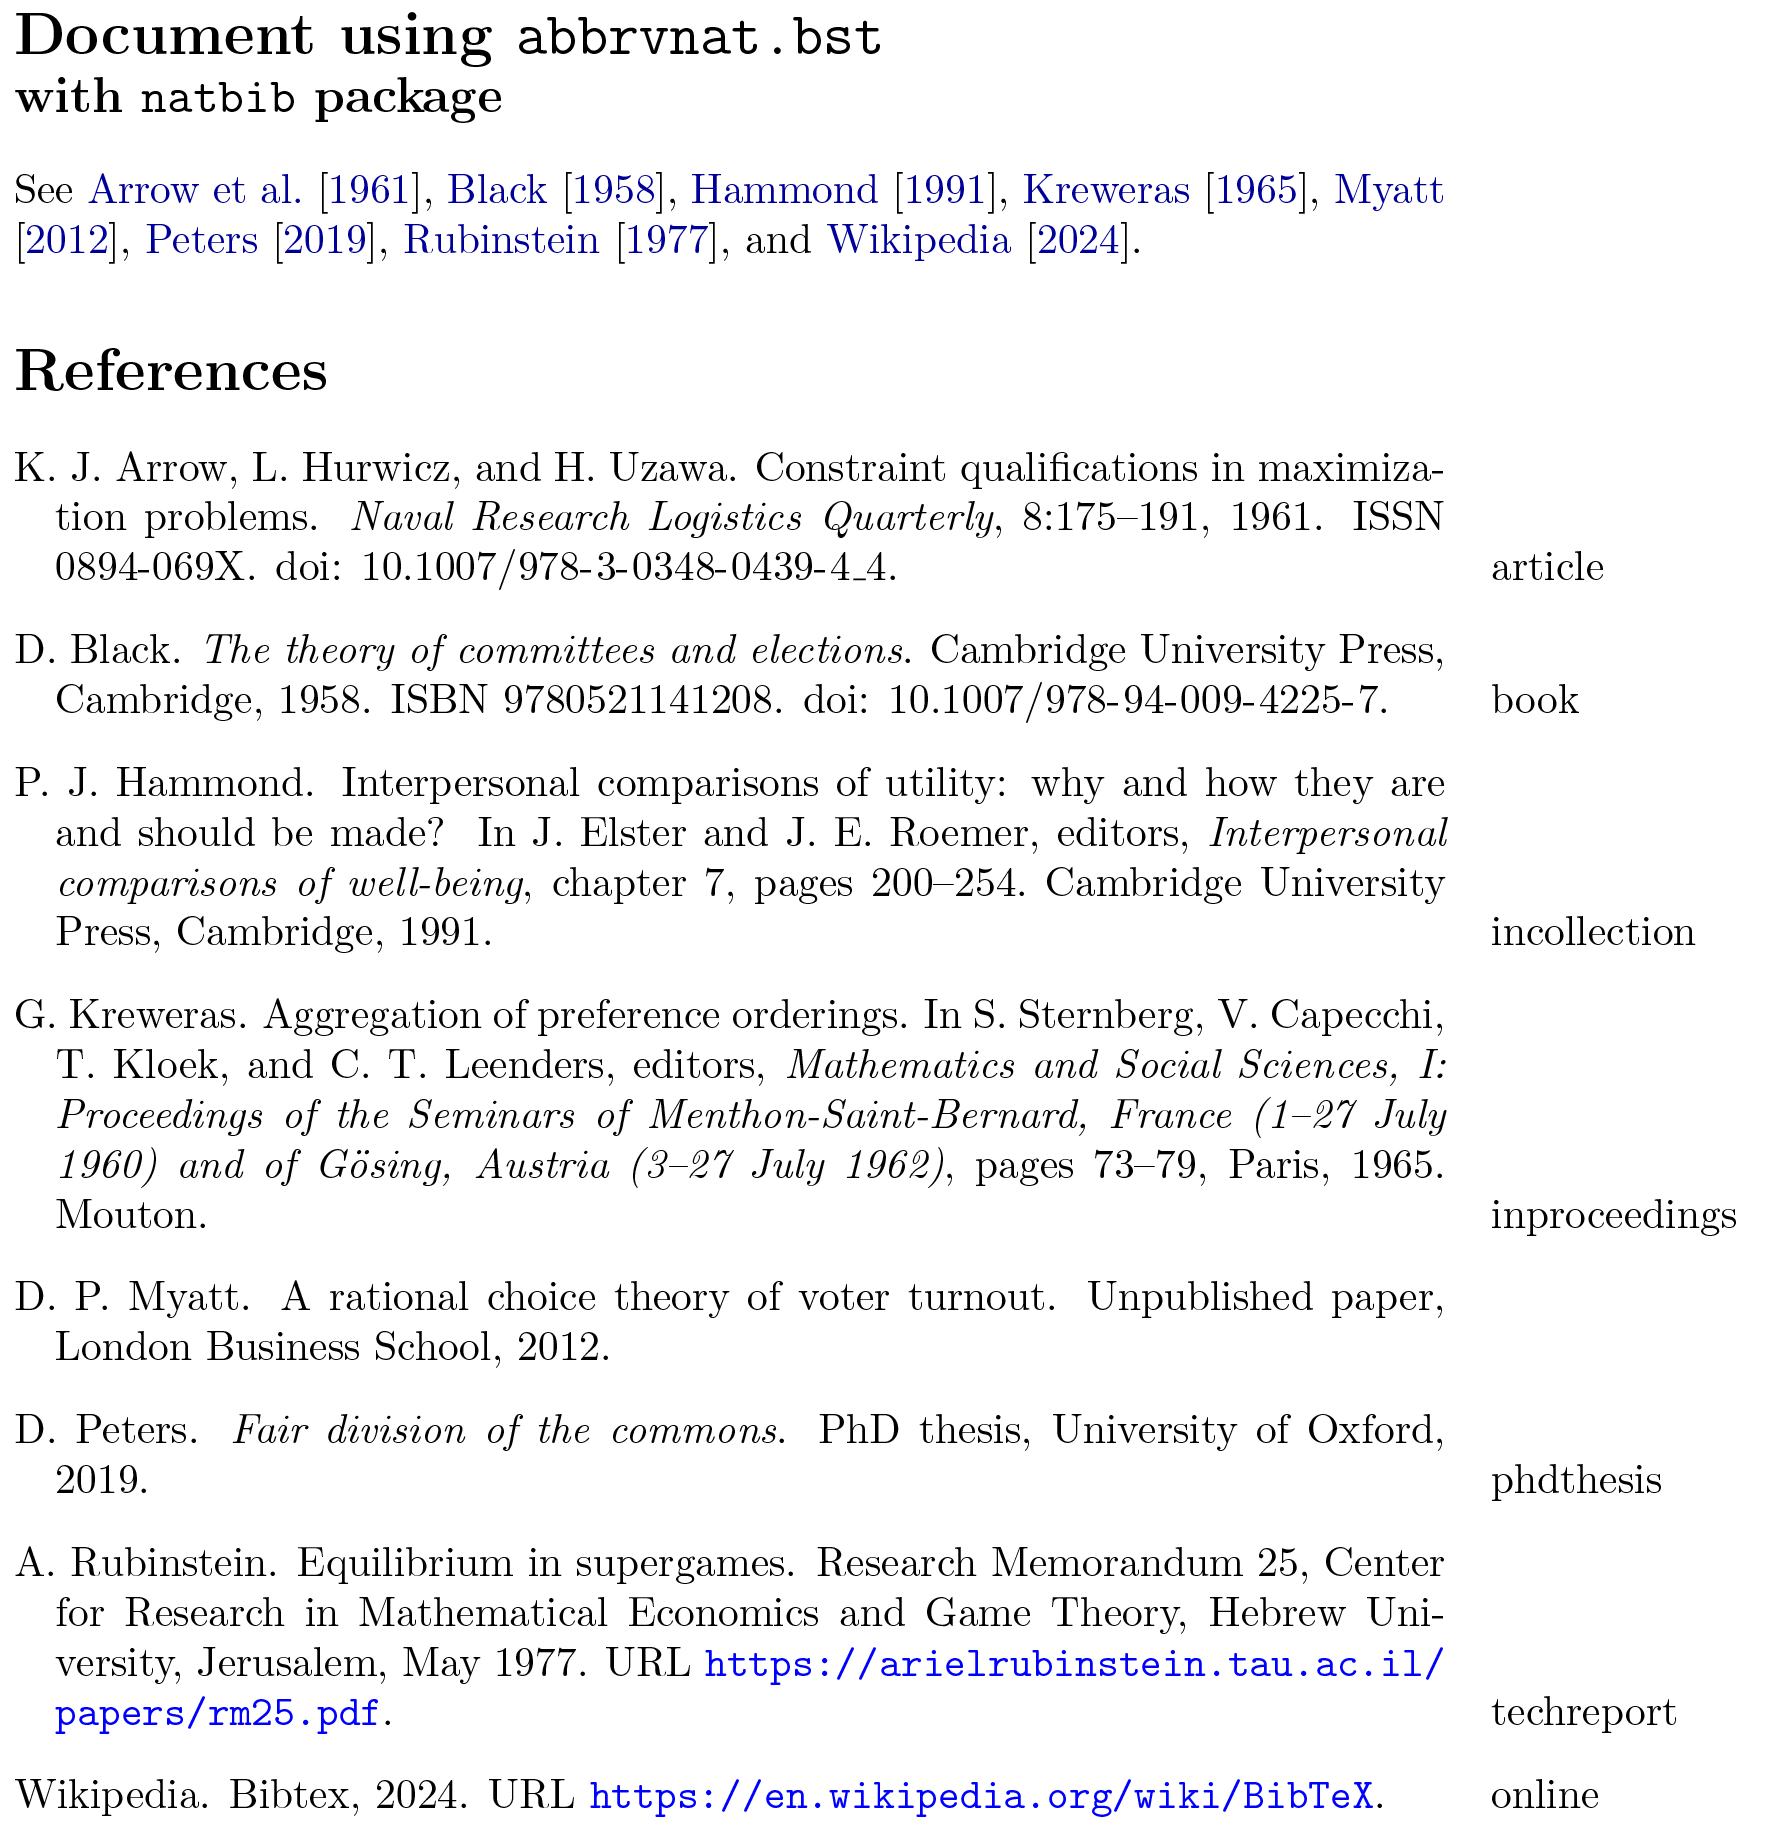 Document using abbrvnat.bst
with natbib package
See Arrow et al. [1961], Black [1958], Hammond [1991], Kreweras [1965], Myatt
[2012], Peters [2019], Rubinstein [1977], and Wikipedia [2024].
References
K. J. Arrow, L. Hurwicz, and H. Uzawa. Constraint qualifications in maximiza-
tion problems. Naval Research Logistics Quarterly, 8:175–191, 1961. ISSN
0894-069X. doi: 10.1007/978-3-0348-0439-4_4. article
D. Black. The theory of committees and elections. Cambridge University Press,
Cambridge, 1958. ISBN 9780521141208. doi: 10.1007/978-94-009-4225-7. book
P. J. Hammond. Interpersonal comparisons of utility: why and how they are
and should be made? In J. Elster and J. E. Roemer, editors, Interpersonal
comparisons of well-being, chapter 7, pages 200–254. Cambridge University
Press, Cambridge, 1991. incollection
G. Kreweras. Aggregation of preference orderings. In S. Sternberg, V. Capecchi,
T. Kloek, and C. T. Leenders, editors, Mathematics and Social Sciences, I:
Proceedings of the Seminars of Menthon-Saint-Bernard, France (1–27 July
1960) and of Gösing, Austria (3–27 July 1962), pages 73–79, Paris, 1965.
Mouton. inproceedings
D. P. Myatt. A rational choice theory of voter turnout. Unpublished paper,
London Business School, 2012.
D. Peters. Fair division of the commons. PhD thesis, University of Oxford,
2019. phdthesis
A. Rubinstein. Equilibrium in supergames. Research Memorandum 25, Center
for Research in Mathematical Economics and Game Theory, Hebrew Uni-
versity, Jerusalem, May 1977. URL https://arielrubinstein.tau.ac.il/
papers/rm25.pdf. techreport
Wikipedia. Bibtex, 2024. URL https://en.wikipedia.org/wiki/BibTeX. online